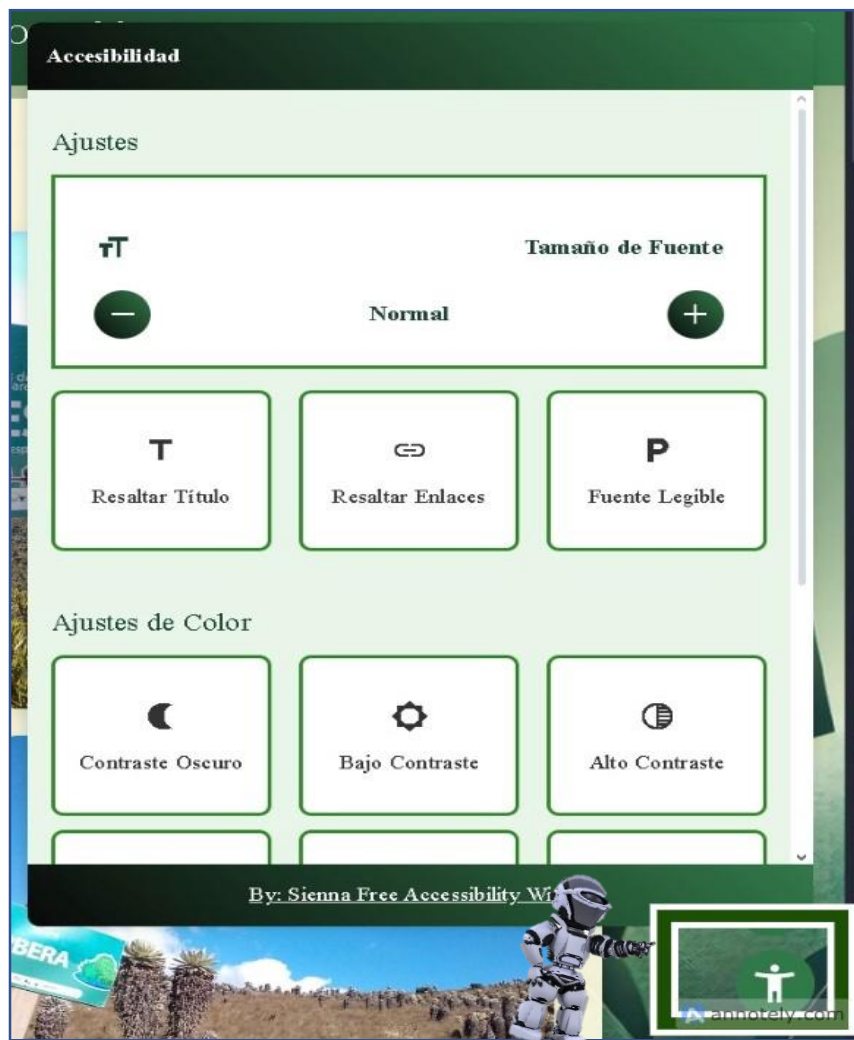 Accesibilidad
Ajustes
Tamaño de Fuente
Normal
Resaltar Título
Resaltar Enlaces
Fuente Legible
Ajustes de Color
Contraste Oscuro
Bajo Contraste
Alto Contraste
By: Sienna Free Accessibility
BERA
annotely.com